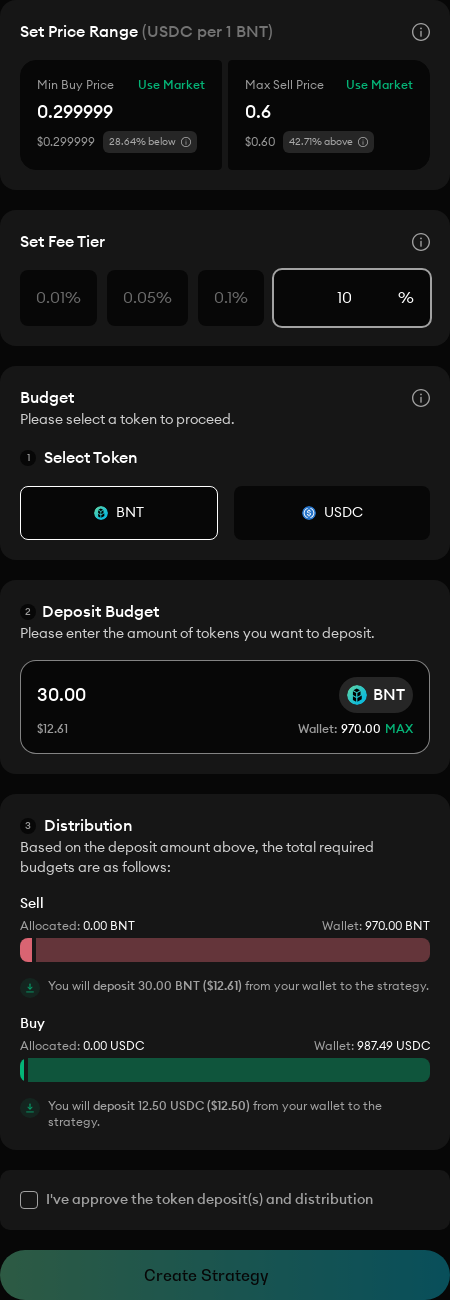 Set Price Range (USDC per 1 BNT)
Min Buy Price Use Market
0.299999
$0.299999 28.64% below
Max Sell Price Use Market
0.6
$0.60 42.71% above
Set Fee Tier
0.01% 0.05% 0.1% 10 %
Budget
Please select a token to proceed.
1 Select Token
BNT USDC
2 Deposit Budget
Please enter the amount of tokens you want to deposit.
30.00 BNT
$12.61 Wallet: 970.00 MAX
3 Distribution
Based on the deposit amount above, the total required
budgets are as follows:
Sell
Allocated: 0.00 BNT Wallet: 970.00 BNT
You will deposit 30.00 BNT ($12.61) from your wallet to the strategy.
Buy
Allocated: 0.00 USDC Wallet: 987.49 USDC
You will deposit 12.50 USDC ($12.50) from your wallet to the
strategy.
I've approve the token deposit(s) and distribution
Create Strategy